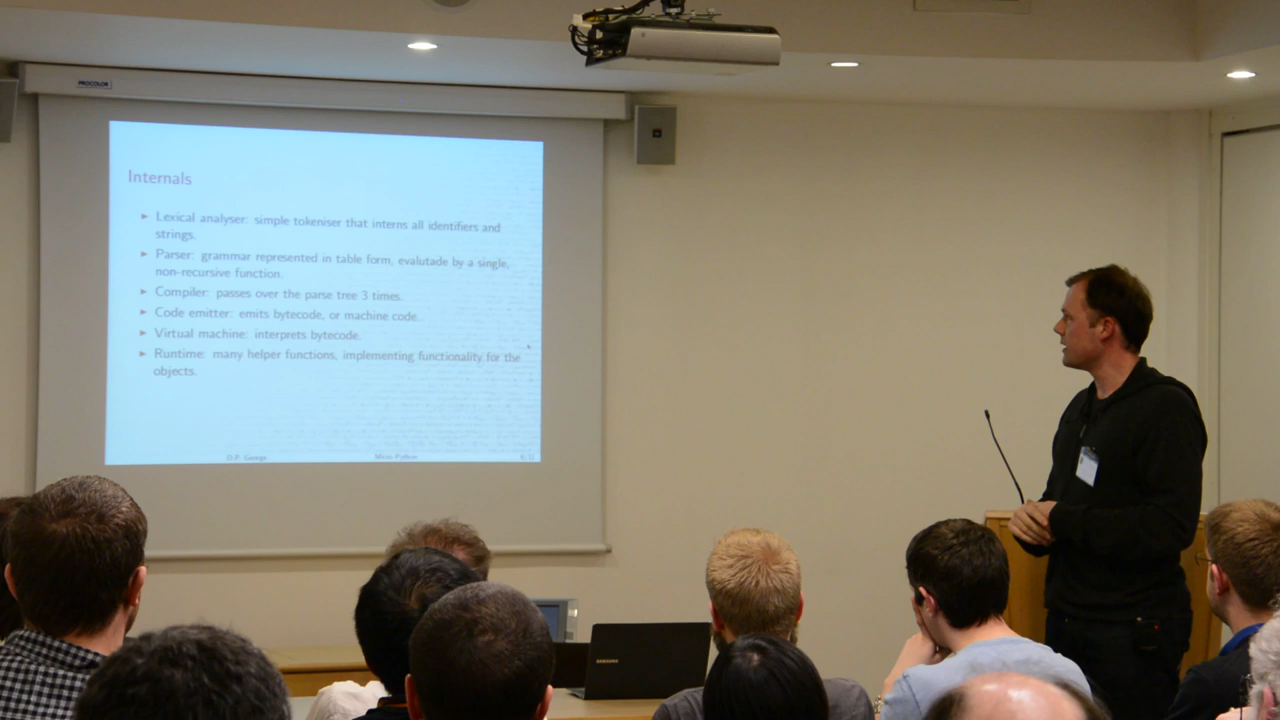 PROCOLOR
Internals
► Lexical analyser: simple tokeniser that interns all identifiers and
strings.
► Parser: grammar represented in table form, evalutade by a single,
non-recursive function.
► Compiler: passes over the parse tree 3 times.
► Code emitter: emits bytecode, or machine code.
► Virtual machine: interprets bytecode.
► Runtime: many helper functions, implementing functionality for the
objects.
D.P. George
Micro Python
SAMSUNG